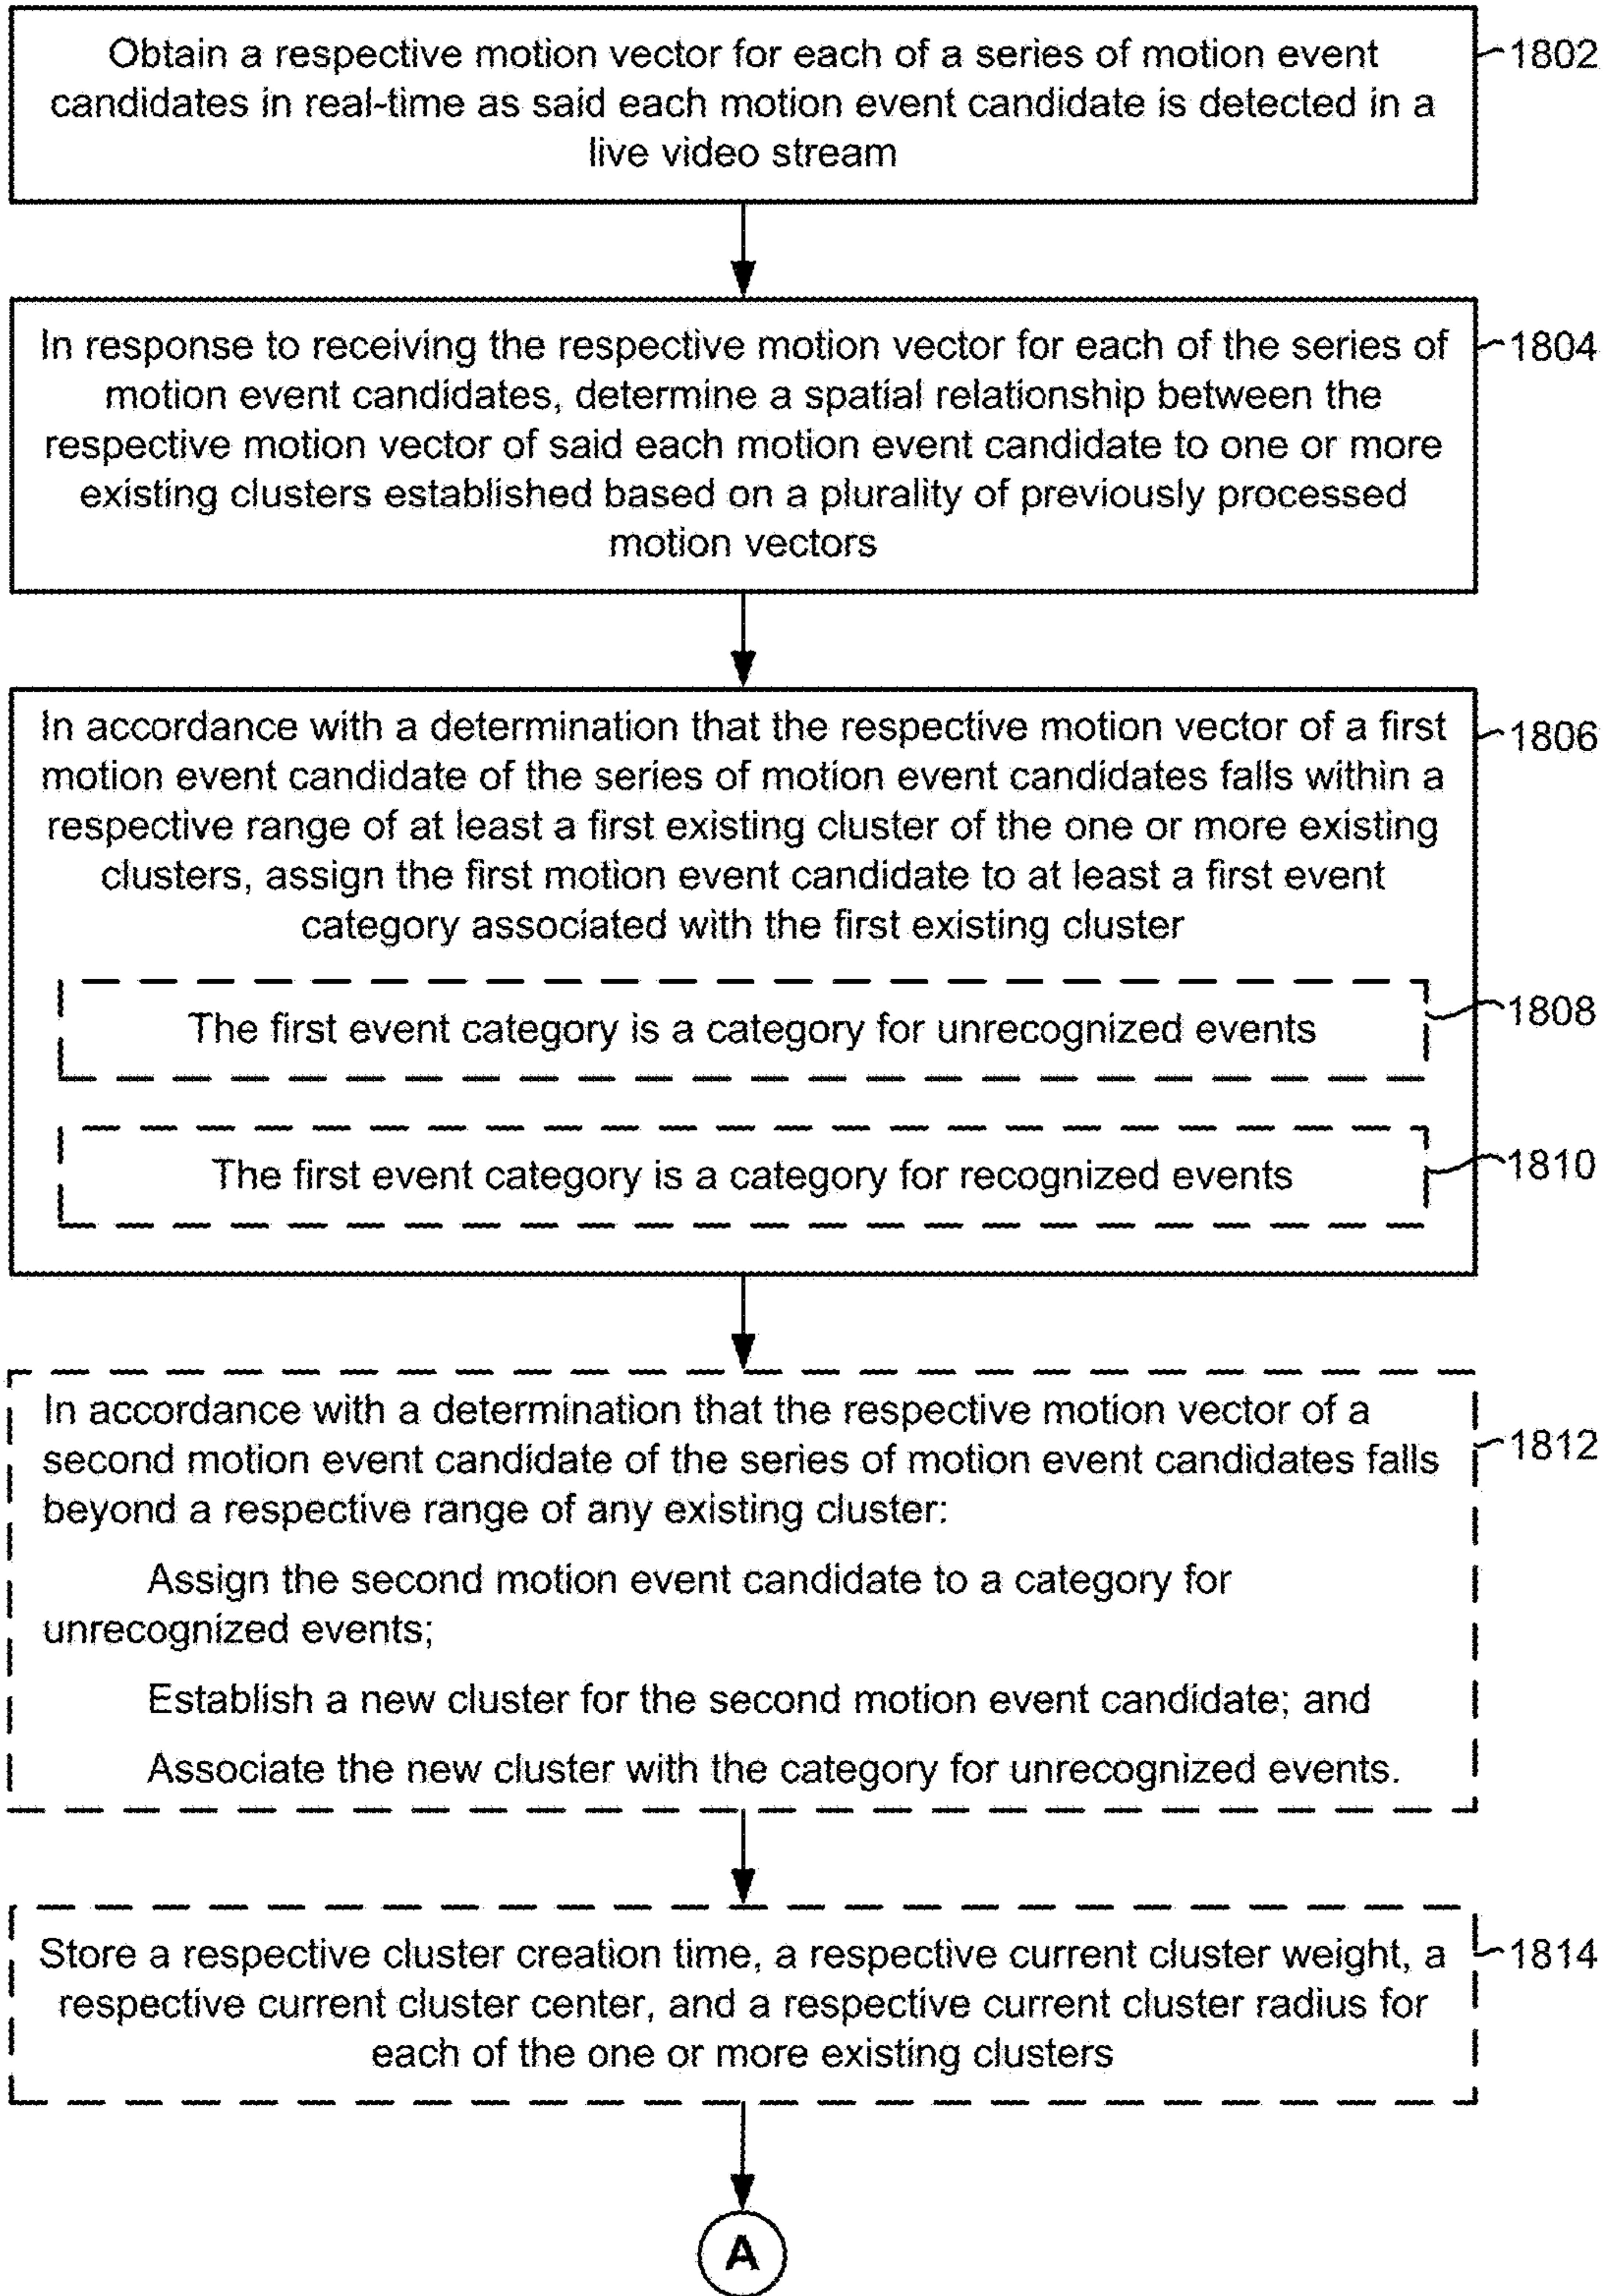 Obtain a respective motion vector for each of a series of motion event
candidates in real-time as said each motion event candidate is detected in a
live video stream
1802
In response to receiving the respective motion vector for each of the series of
motion event candidates, determine a spatial relationship between the
respective motion vector of said each motion event candidate to one or more
existing clusters established based on a plurality of previously processed
motion vectors
1804
In accordance with a determination that the respective motion vector of a first
motion event candidate of the series of motion event candidates falls within a
respective range of at least a first existing cluster of the one or more existing
clusters, assign the first motion event candidate to at least a first event
category associated with the first existing cluster
1806
The first event category is a category for unrecognized events
1808
The first event category is a category for recognized events
1810
In accordance with a determination that the respective motion vector of a
second motion event candidate of the series of motion event candidates falls
beyond a respective range of any existing cluster:
Assign the second motion event candidate to a category for
unrecognized events;
Establish a new cluster for the second motion event candidate; and
Associate the new cluster with the category for unrecognized events.
1812
Store a respective cluster creation time, a respective current cluster weight, a
respective current cluster center, and a respective current cluster radius for
each of the one or more existing clusters
1814
A